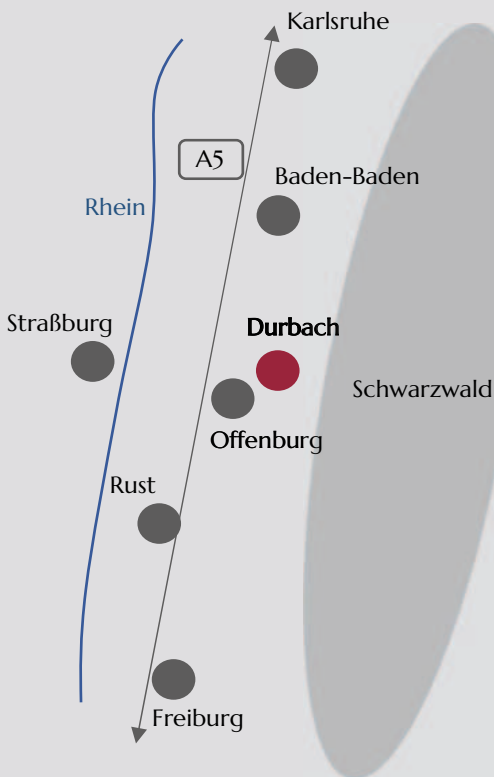 Karlsruhe
A5
Baden-Baden
Rhein
Straßburg
Durbach
Schwarzwald
Offenburg
Rust
Freiburg